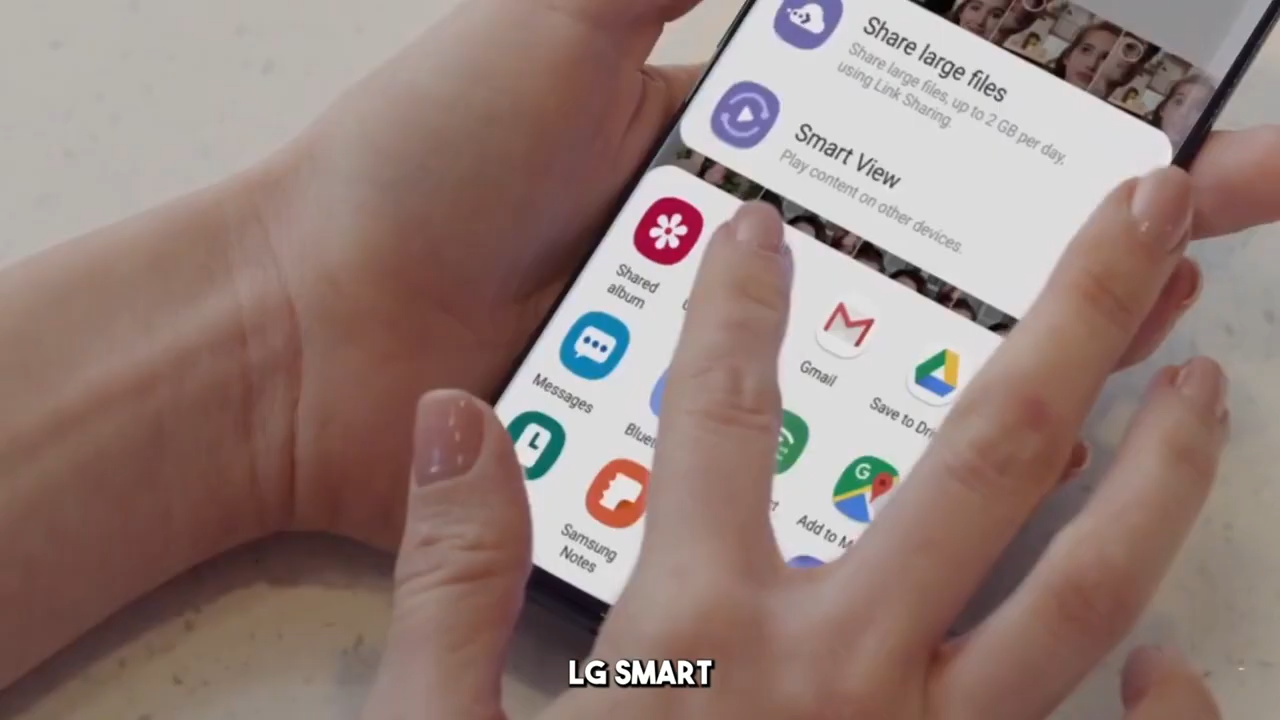 Share large files
Share large files, up to 2 GB per day,
using Link Sharing.
Smart View
Play content on other devices.
Shared
album
Gmail
Save to
Messages
Add to
Samsung
Notes
LG SMART